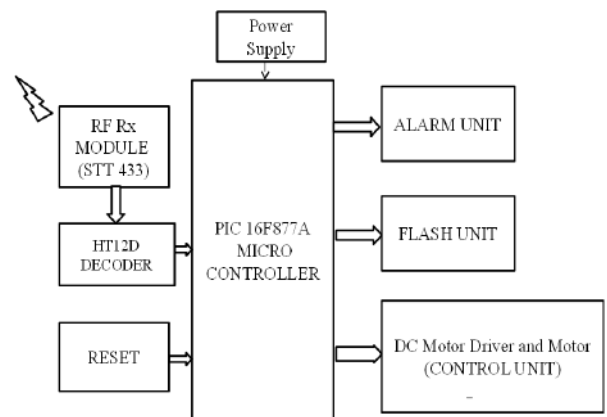 Power
Supply
RF Rx
MODULE
(STT 433)
HT12D
DECODER
RESET
PIC 16F877A
MICRO
CONTROLLER
ALARM UNIT
FLASH UNIT
DC Motor Driver and Motor
(CONTROL UNIT)